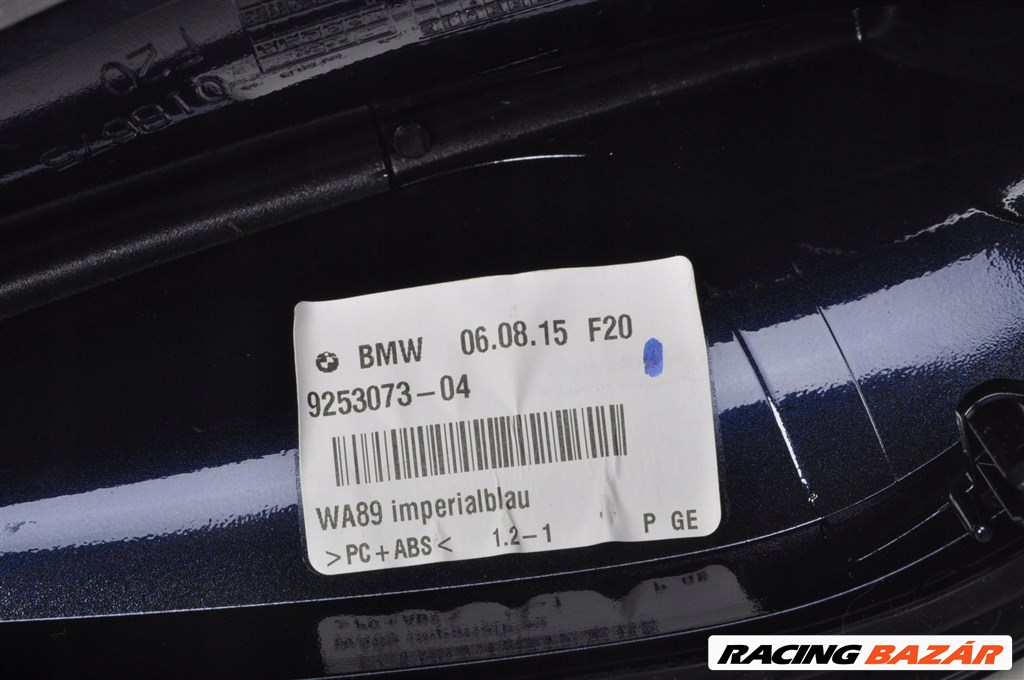 BMW 06.08.15 F20
9253073-04
WA89 imperialblau
>PC+ABS< 1.2-1 P GE
RACING BAZÁR